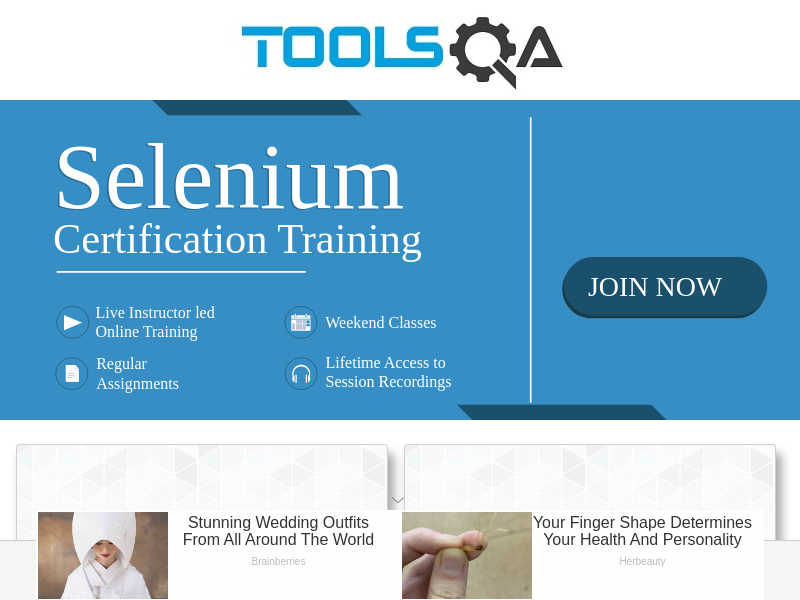 TOOLSQA
Selenium
Certification Training
Live Instructor led
Online Training
Weekend Classes
Regular
Assignments
Lifetime Access to
Session Recordings
JOIN NOW
Stunning Wedding Outfits
From All Around The World
Brainberries
Your Finger Shape Determines
Your Health And Personality
Herbeauty